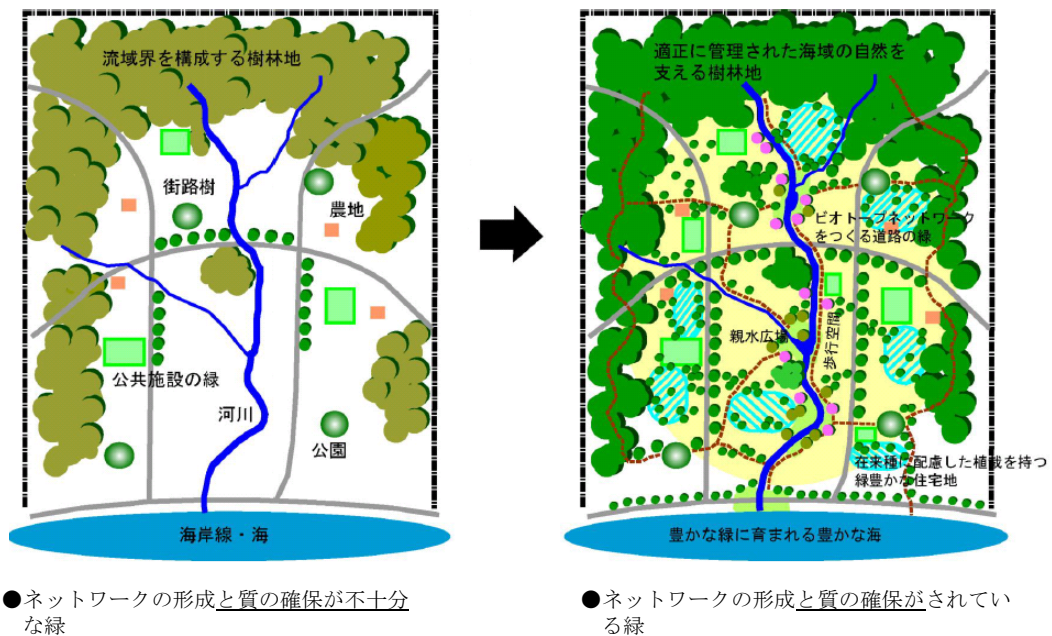 流域界を構成する樹林地
街路樹
農地
公共施設の緑
河川
公園
海岸線・海
●ネットワークの形成と質の確保が不十分
な緑
適正に管理された海域の自然を
支える樹林地
ビオトープネットワーク
をつくる道路の緑
親水広場
歩行空間
在来種に配慮した植栽を持つ
緑豊かな住宅地
豊かな緑に育まれる豊かな海
●ネットワークの形成と質の確保がされてい
る緑